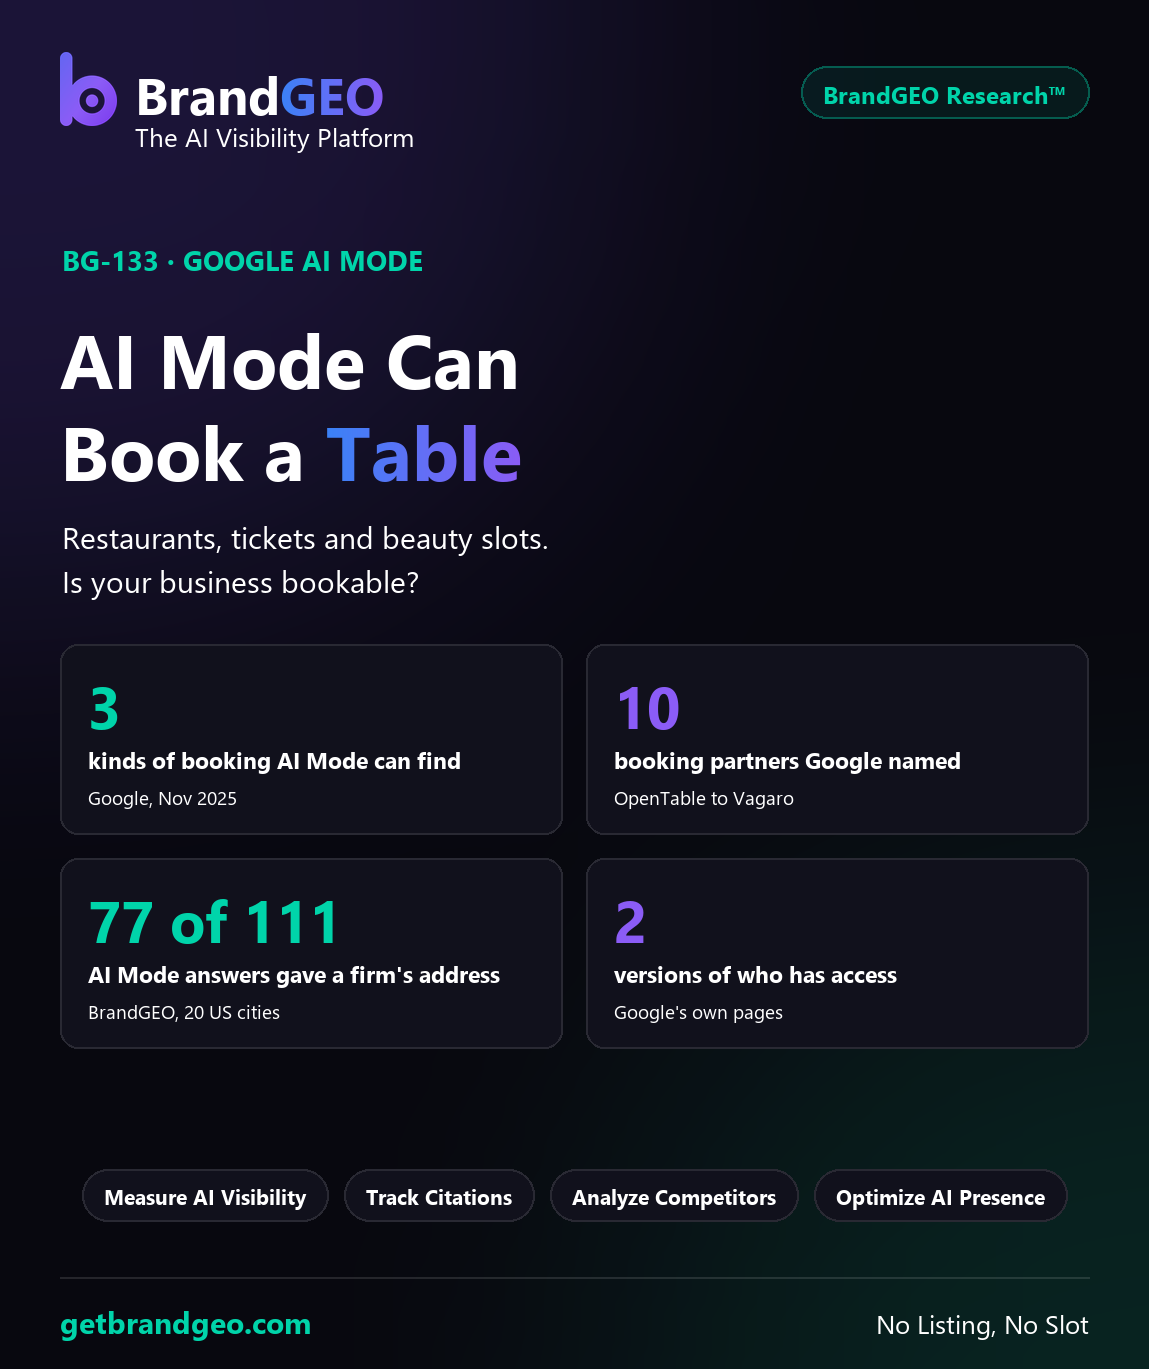 BrandGEO
The AI Visibility Platform
BrandGEO Research™
BG-133 · GOOGLE AI MODE
AI Mode Can
Book a Table
Restaurants, tickets and beauty slots.
Is your business bookable?
3
kinds of booking AI Mode can find
Google, Nov 2025
10
booking partners Google named
OpenTable to Vagaro
77 of 111
AI Mode answers gave a firm's address
BrandGEO, 20 US cities
2
versions of who has access
Google's own pages
Measure AI Visibility
Track Citations
Analyze Competitors
Optimize AI Presence
getbrandgeo.com
No Listing, No Slot